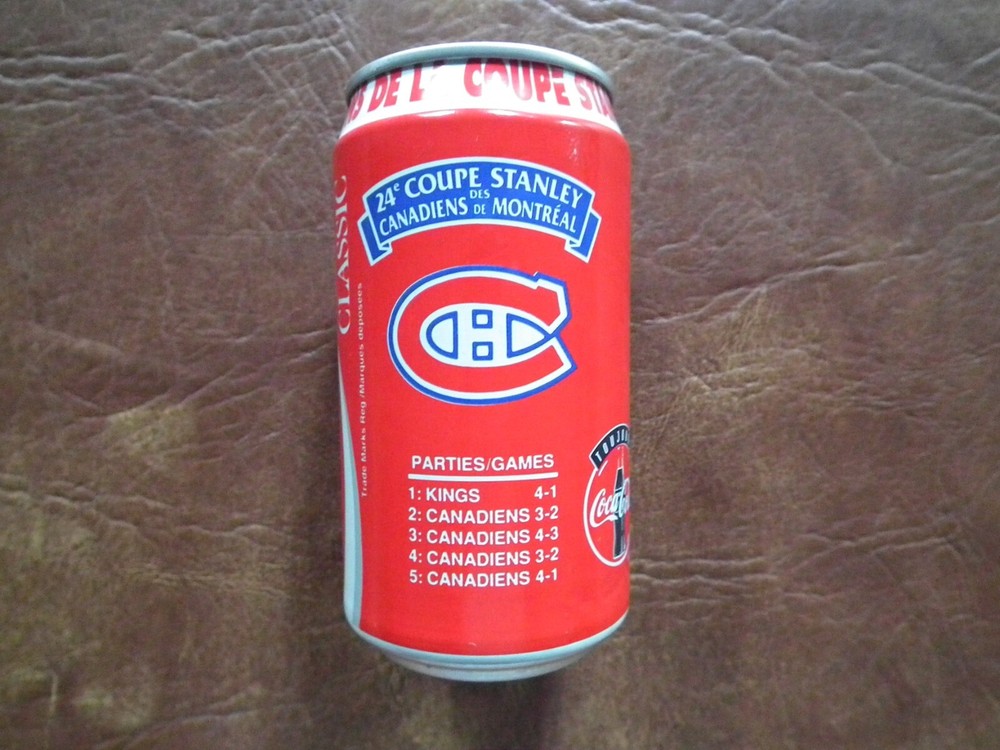 DE LA COUPE
24e COUPE STANLEY
DES
CANADIENS DE MONTRÉAL
CLASSIC
Trade Marks Reg./Marques déposées
PARTIES/GAMES
1: KINGS 4-1
2: CANADIENS 3-2
3: CANADIENS 4-3
4: CANADIENS 3-2
5: CANADIENS 4-1
Coca-Cola